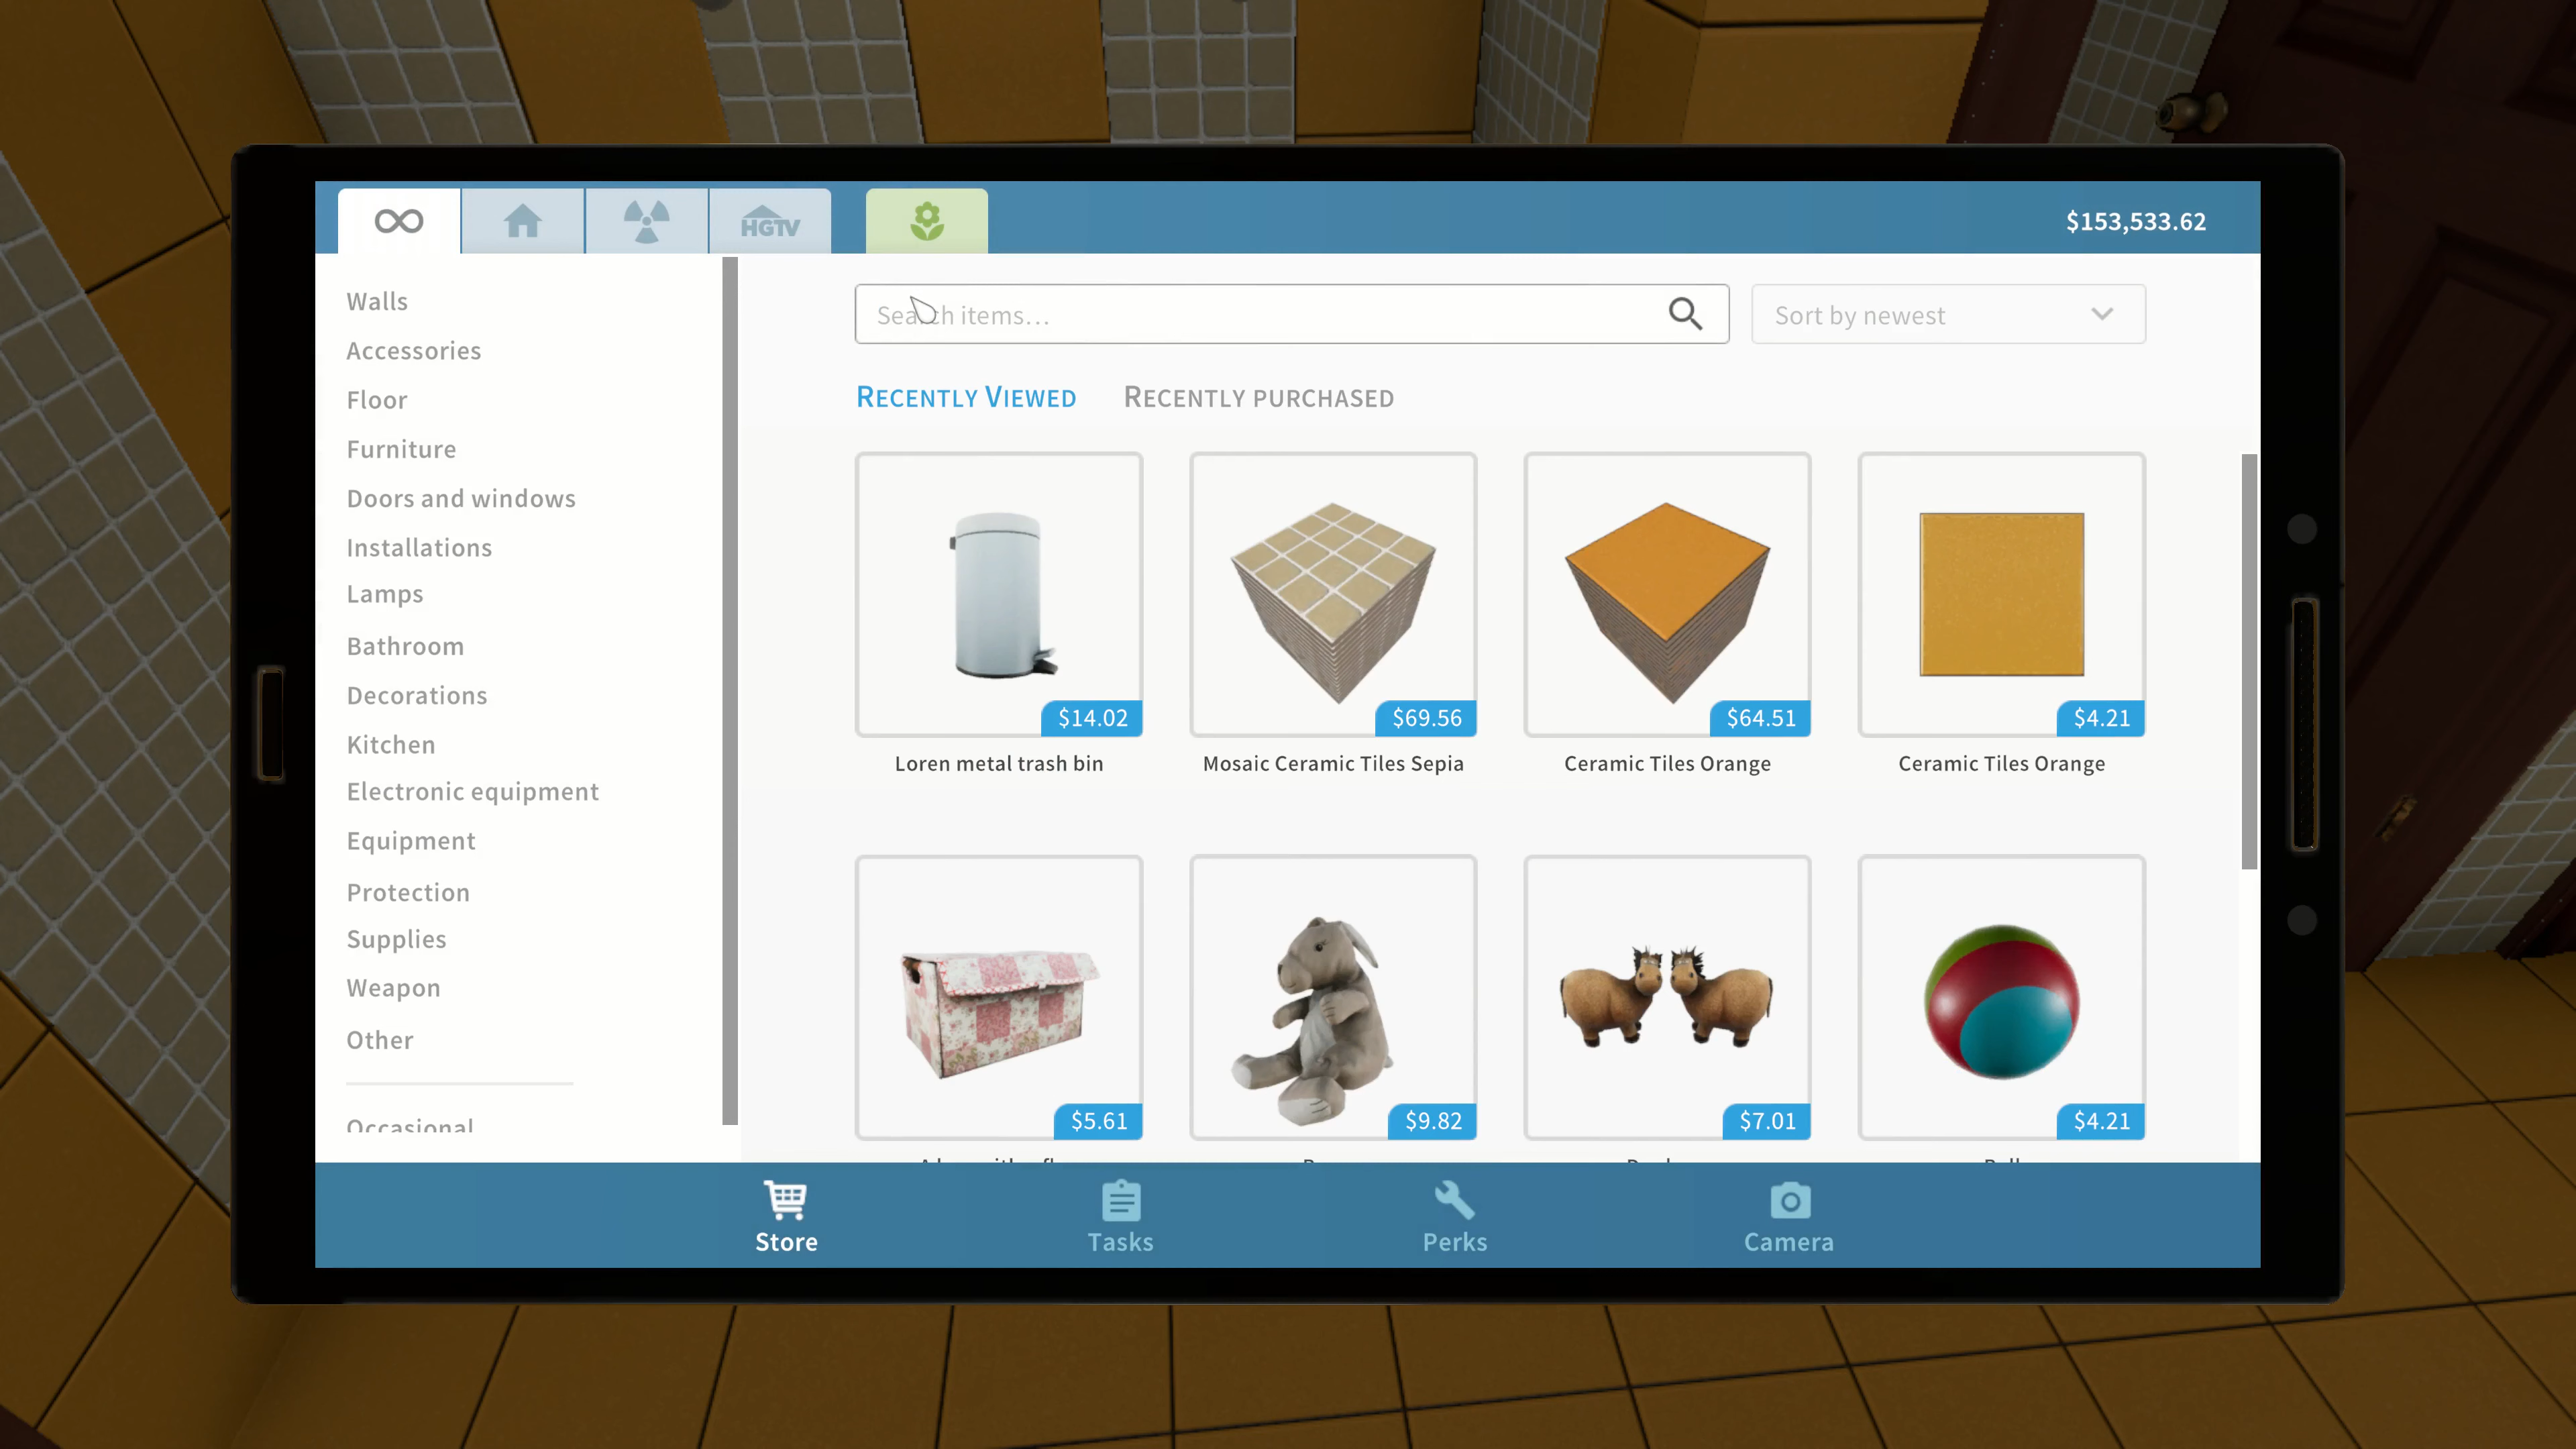 HGTV
$153,533.62
Walls
Accessories
Floor
Furniture
Doors and windows
Installations
Lamps
Bathroom
Decorations
Kitchen
Electronic equipment
Equipment
Protection
Supplies
Weapon
Other
Occasional
Search items...
Sort by newest
RECENTLY VIEWED
RECENTLY PURCHASED
$14.02
$69.56
$64.51
$4.21
Loren metal trash bin
Mosaic Ceramic Tiles Sepia
Ceramic Tiles Orange
Ceramic Tiles Orange
$5.61
$9.82
$7.01
$4.21
Store
Tasks
Perks
Camera